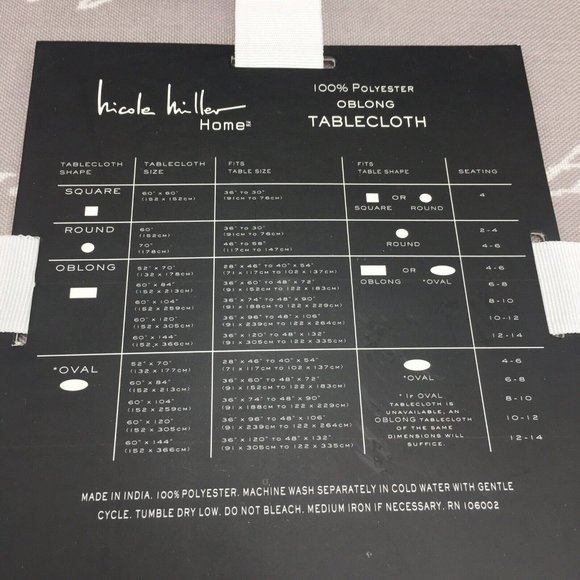 nicole miller
Home™
100% POLYESTER
OBLONG
TABLECLOTH
TABLECLOTH SHAPE TABLECLOTH SIZE FITS TABLE SIZE FITS TABLE SHAPE SEATING
SQUARE 60" x 60" 36" TO 30" OR 4
(152 x 152CM) (91CM TO 76CM) SQUARE ROUND
ROUND 60" 36" TO 30" 2-4
(152CM) (91CM TO 76CM)
70" 46" TO 58" ROUND 4-6
(178CM) (117CM TO 147CM)
OBLONG 52" x 70" 28" x 46" TO 40" x 54" OR 4-6
(132 x 178CM) (71 x 117CM TO 102 x 137CM) OBLONG *OVAL
60" x 84" 36" x 60" TO 48" x 72" 6-8
(152 x 213CM) (91 x 152CM TO 122 x 183CM)
60" x 104" 36" x 74" TO 48" x 90" 8-10
(152 x 259CM) (91 x 188CM TO 122 x 229CM)
60" x 120" 36" x 96" TO 48" x 106" 10-12
(152 x 305CM) (91 x 239CM TO 122 x 264CM)
60" x 144" 36" x 120" TO 48" x 132" 12-14
(152 x 366CM) (91 x 305CM TO 122 x 335CM)
*OVAL 52" x 70" 28" x 46" TO 40" x 54" 4-6
(132 x 177CM) (71 x 117CM TO 102 x 137CM)
60" x 84" 36" x 60" TO 48" x 72" *OVAL 6-8
(152 x 213CM) (91 x 152CM TO 122 x 183CM)
60" x 104" 36" x 74" TO 48" x 90" * IF OVAL TABLECLOTH IS 8-10
(152 x 259CM) (91 x 188CM TO 122 x 229CM) UNAVAILABLE, AN
60" x 120" 36" x 96" TO 48" x 106" OBLONG TABLECLOTH 10-12
(152 x 305CM) (91 x 239CM TO 122 x 264CM) OF THE SAME
60" x 144" 36" x 120" TO 48" x 132" DIMENSIONS WILL 12-14
(152 x 366CM) (91 x 305CM TO 122 x 335CM) SUFFICE.
MADE IN INDIA. 100% POLYESTER. MACHINE WASH SEPARATELY IN COLD WATER WITH GENTLE
CYCLE. TUMBLE DRY LOW. DO NOT BLEACH. MEDIUM IRON IF NECESSARY. RN 106002